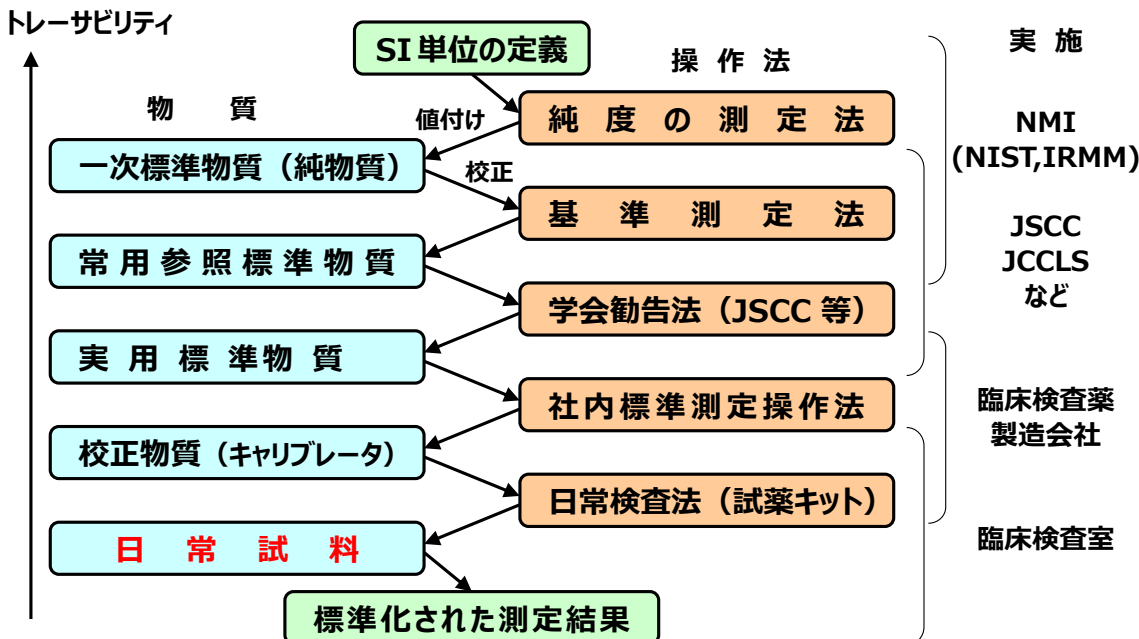 トレーサビリティ
SI単位の定義
実 施
操 作 法
物 質
値付け
純 度 の 測 定 法
NMI
(NIST,IRMM)
一次標準物質（純物質）
校正
基 準 測 定 法
JSCC
JCCLS
など
常 用 参 照 標 準 物 質
学会勧告法（JSCC 等）
実 用 標 準 物 質
社 内 標 準 測 定 操 作 法
臨床検査薬
製造会社
校正物質（キャリブレータ）
日常検査法（試薬キット）
日 常 試 料
臨床検査室
標準化された測定結果